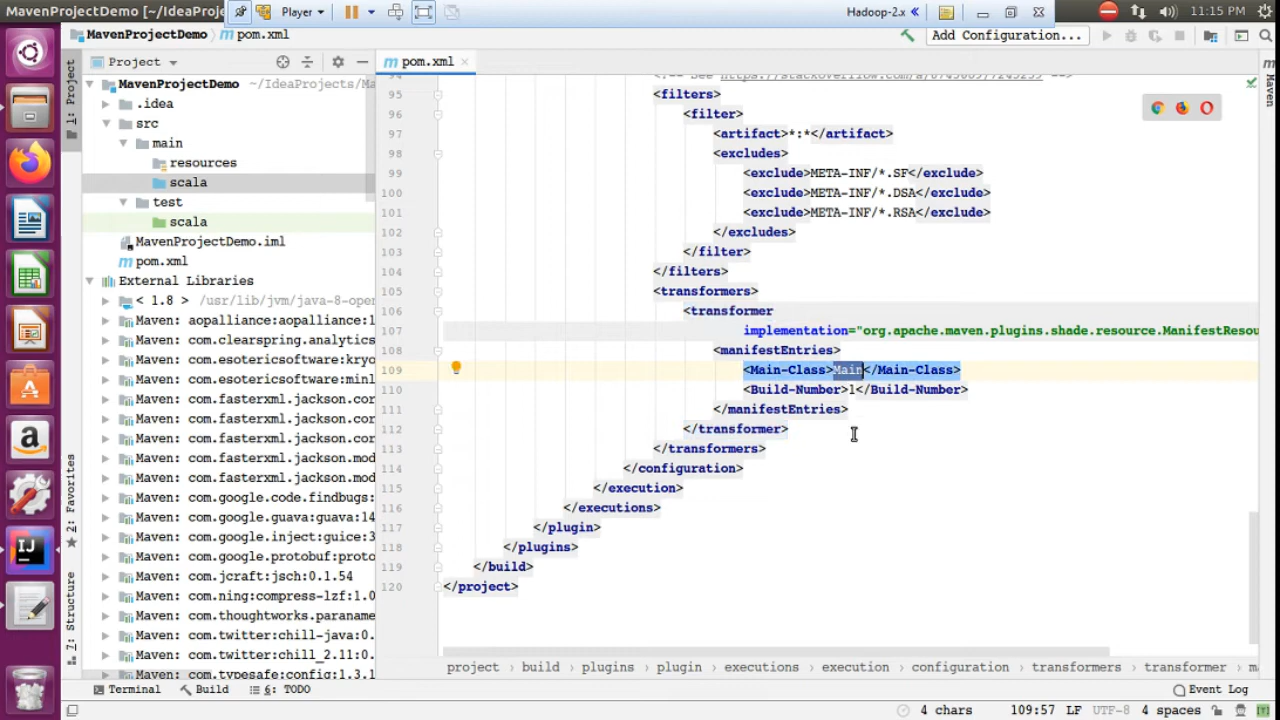 MavenProjectDemo [~/IdeaProje
Player
Hadoop-2.x
11:15 PM
MavenProjectDemo
pom.xml
Add Configuration...
1: Project
7: Structure
2: Favorites
Maven
Project
MavenProjectDemo ~/IdeaProjects/Ma
.idea
src
main
resources
scala
test
scala
MavenProjectDemo.iml
pom.xml
External Libraries
< 1.8 > /usr/lib/jvm/java-8-open
Maven: aopalliance:aopalliance:1
Maven: com.clearspring.analytics
Maven: com.esotericsoftware:kryo
Maven: com.esotericsoftware:minl
Maven: com.fasterxml.jackson.cor
Maven: com.fasterxml.jackson.cor
Maven: com.fasterxml.jackson.cor
Maven: com.fasterxml.jackson.mod
Maven: com.fasterxml.jackson.mod
Maven: com.google.code.findbugs:
Maven: com.google.guava:guava:14
Maven: com.google.inject:guice:3
Maven: com.google.protobuf:proto
Maven: com.jcraft:jsch:0.1.54
Maven: com.ning:compress-lzf:1.0
Maven: com.thoughtworks.paraname
Maven: com.twitter:chill-java:0.
Maven: com.twitter:chill_2.11:0.
Maven: com.typesafe:config:1.3.1
pom.xml
95 <filters>
96 <filter>
97 <artifact>*:*</artifact>
98 <excludes>
99 <exclude>META-INF/*.SF</exclude>
100 <exclude>META-INF/*.DSA</exclude>
101 <exclude>META-INF/*.RSA</exclude>
102 </excludes>
103 </filter>
104 </filters>
105 <transformers>
106 <transformer
107 implementation="org.apache.maven.plugins.shade.resource.ManifestResou
108 <manifestEntries>
109 <Main-Class>Main</Main-Class>
110 <Build-Number>1</Build-Number>
111 </manifestEntries>
112 </transformer>
113 </transformers>
114 </configuration>
115 </execution>
116 </executions>
117 </plugin>
118 </plugins>
119 </build>
120 </project>
project build plugins plugin executions execution configuration transformers transformer
Terminal Build 6: TODO Event Log
4 chars 109:57 LF UTF-8 4 spaces